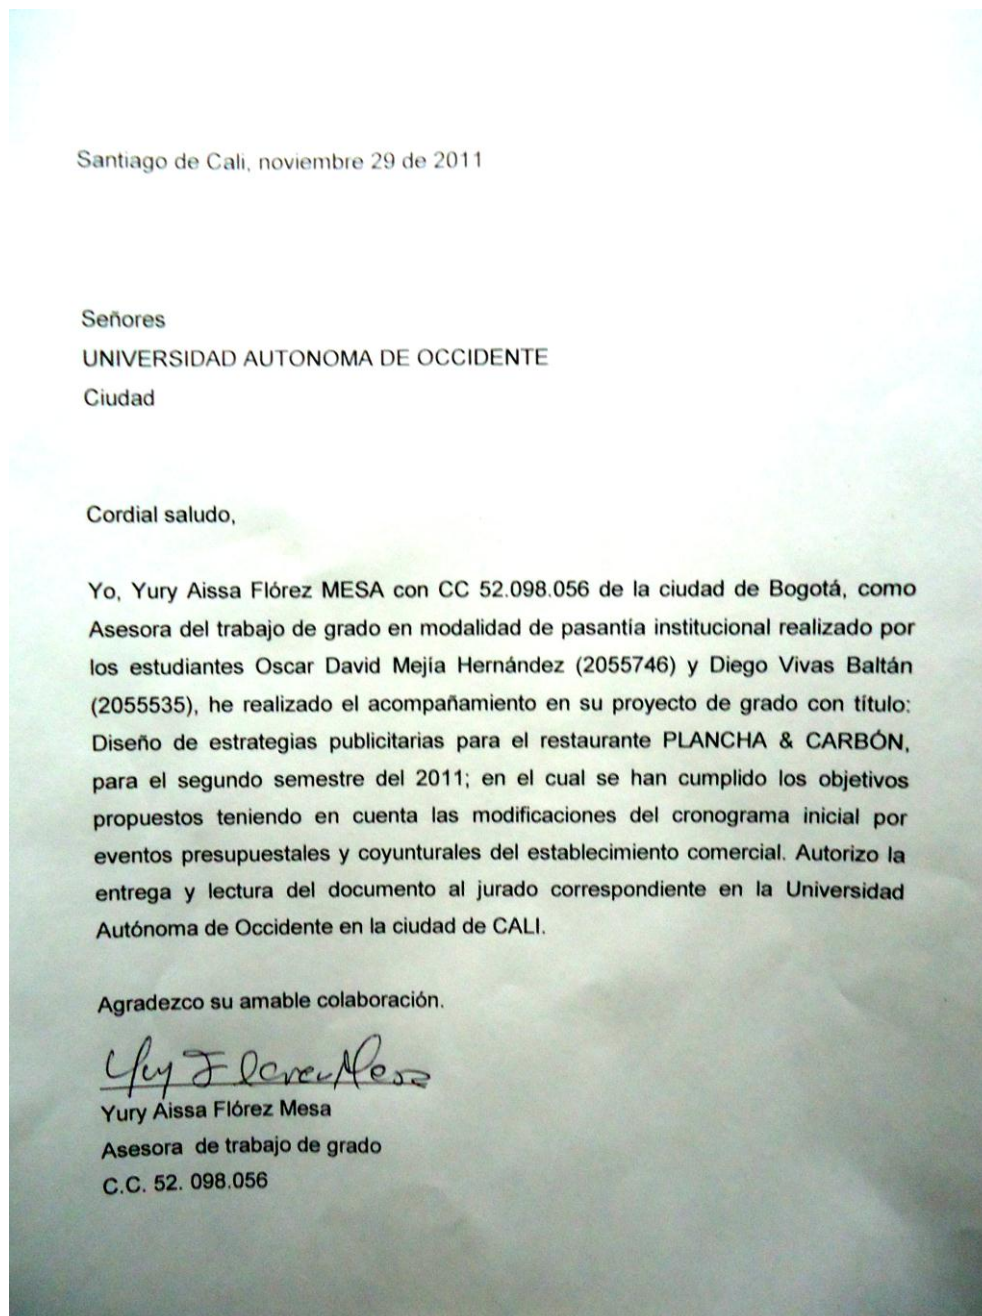 Santiago de Cali, noviembre 29 de 2011
Señores
UNIVERSIDAD AUTONOMA DE OCCIDENTE
Ciudad
Cordial saludo,
Yo, Yury Aissa Flórez MESA con CC 52.098.056 de la ciudad de Bogotá, como
Asesora del trabajo de grado en modalidad de pasantía institucional realizado por
los estudiantes Oscar David Mejía Hernández (2055746) y Diego Vivas Baltán
(2055535), he realizado el acompañamiento en su proyecto de grado con título:
Diseño de estrategias publicitarias para el restaurante PLANCHA & CARBÓN,
para el segundo semestre del 2011; en el cual se han cumplido los objetivos
propuestos teniendo en cuenta las modificaciones del cronograma inicial por
eventos presupuestales y coyunturales del establecimiento comercial. Autorizo la
entrega y lectura del documento al jurado correspondiente en la Universidad
Autónoma de Occidente en la ciudad de CALI.
Agradezco su amable colaboración.
Yury Florez Mesa
Yury Aissa Flórez Mesa
Asesora de trabajo de grado
C.C. 52. 098.056